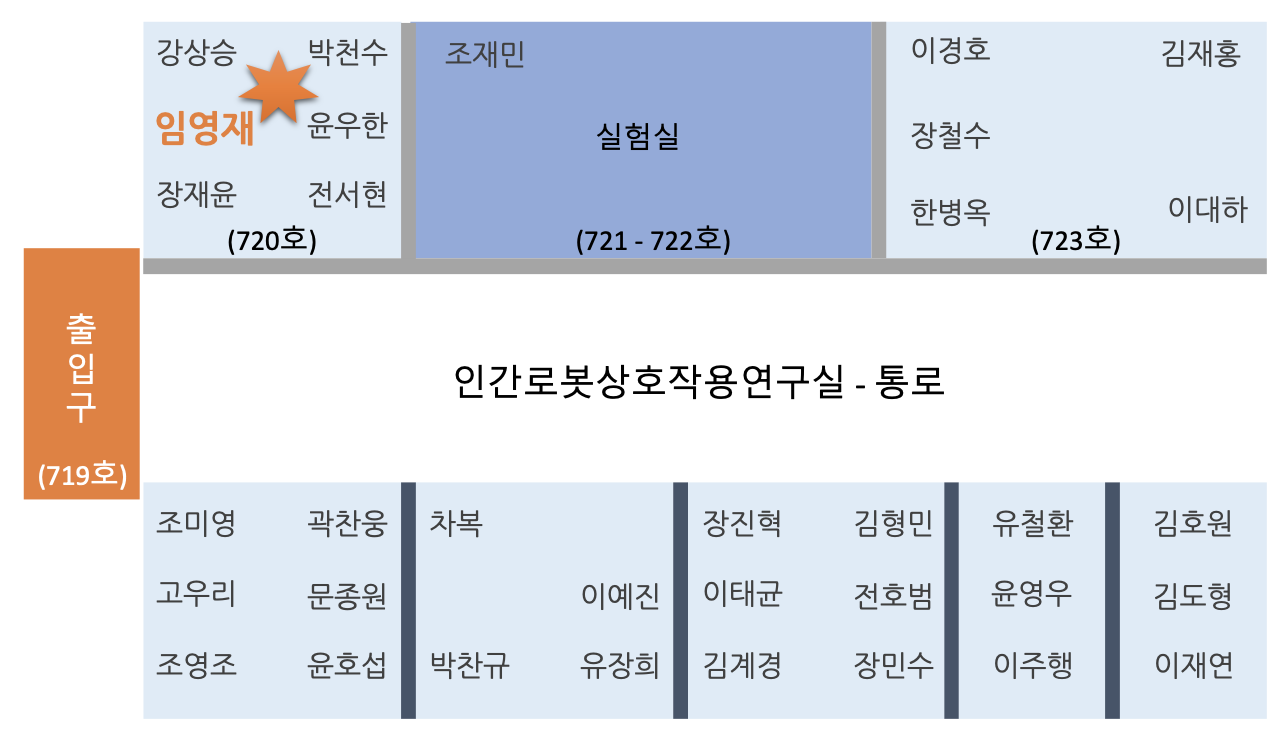 강상승 박천수
임영재 윤우한
장재윤 전서현
(720호)
조재민
실험실
(721 - 722호)
이경호 김재홍
장철수
한병옥 이대하
(723호)
출
입
구
(719호)
인간로봇상호작용연구실 - 통로
조미영 곽찬웅
고우리 문종원
조영조 윤호섭
차복
이예진
박찬규 유장희
장진혁 김형민
이태균 전호범
김계경 장민수
유철환
윤영우
이주행
김호원
김도형
이재연